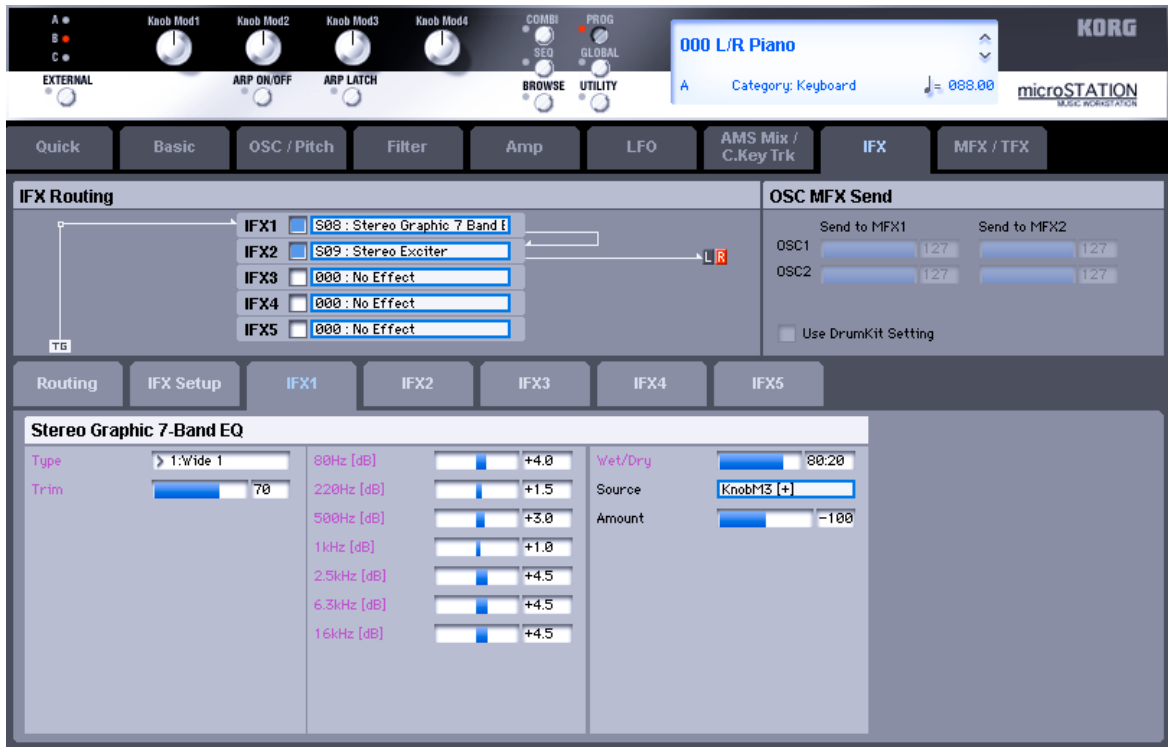 A
B
C
EXTERNAL
Knob Mod1 Knob Mod2 Knob Mod3 Knob Mod4
ARP ON/OFF ARP LATCH
COMBI PROG
SEQ GLOBAL
BROWSE UTILITY
000 L/R Piano
A Category: Keyboard ♩= 088.00
KORG
microSTATION
MUSIC WORKSTATION
Quick Basic OSC / Pitch Filter Amp LFO AMS Mix / C.Key Trk IFX MFX / TFX
IFX Routing
IFX1 S08 : Stereo Graphic 7 Band E
IFX2 S09 : Stereo Exciter
IFX3 000 : No Effect
IFX4 000 : No Effect
IFX5 000 : No Effect
TG
L R
OSC MFX Send
Send to MFX1 Send to MFX2
OSC1 127 127
OSC2 127 127
Use DrumKit Setting
Routing IFX Setup IFX1 IFX2 IFX3 IFX4 IFX5
Stereo Graphic 7-Band EQ
Type 1:Wide 1
Trim 70
80Hz [dB] +4.0
220Hz [dB] +1.5
500Hz [dB] +3.0
1kHz [dB] +1.0
2.5kHz [dB] +4.5
6.3kHz [dB] +4.5
16kHz [dB] +4.5
Wet/Dry 80:20
Source KnobM3 [+]
Amount -100